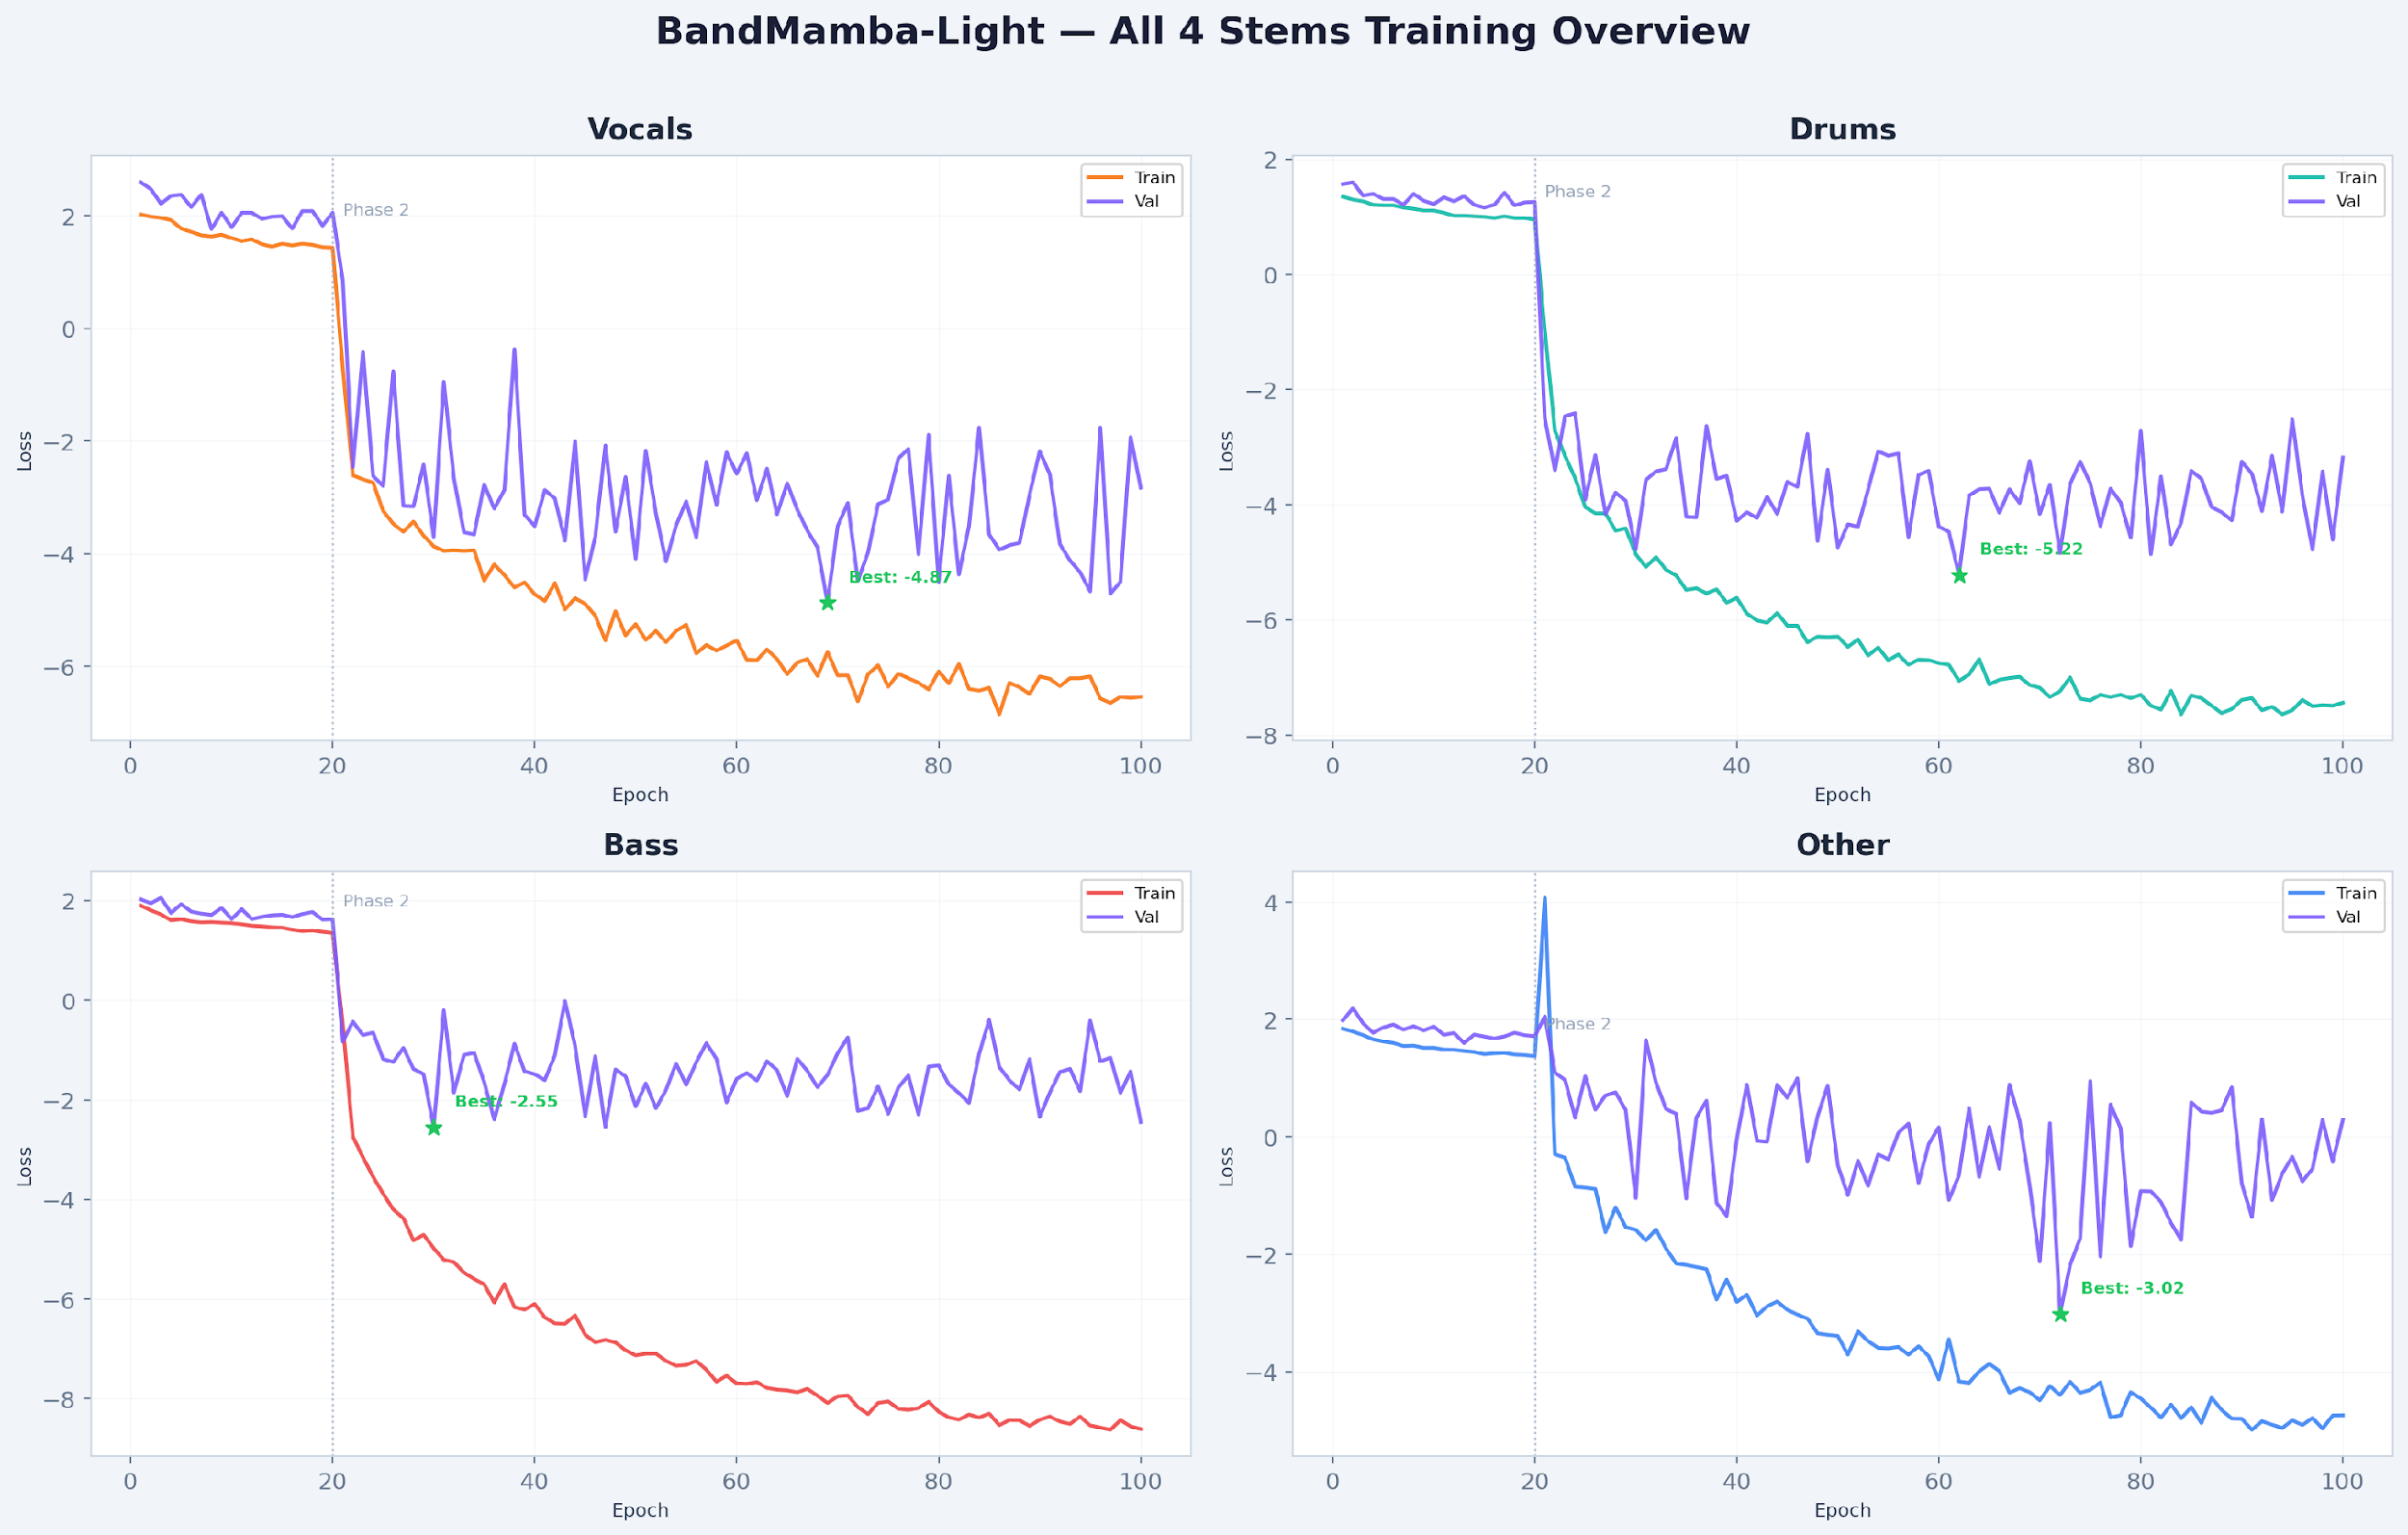 BandMamba-Light — All 4 Stems Training Overview
Vocals
Train
Val
Phase 2
Best: -4.87
2
0
−2
−4
−6
Loss
0 20 40 60 80 100
Epoch
Drums
Train
Val
Phase 2
Best: -5.22
2
0
−2
−4
−6
−8
Loss
0 20 40 60 80 100
Epoch
Bass
Train
Val
Phase 2
Best: -2.55
2
0
−2
−4
−6
−8
Loss
0 20 40 60 80 100
Epoch
Other
Train
Val
Phase 2
Best: -3.02
4
2
0
−2
−4
Loss
0 20 40 60 80 100
Epoch